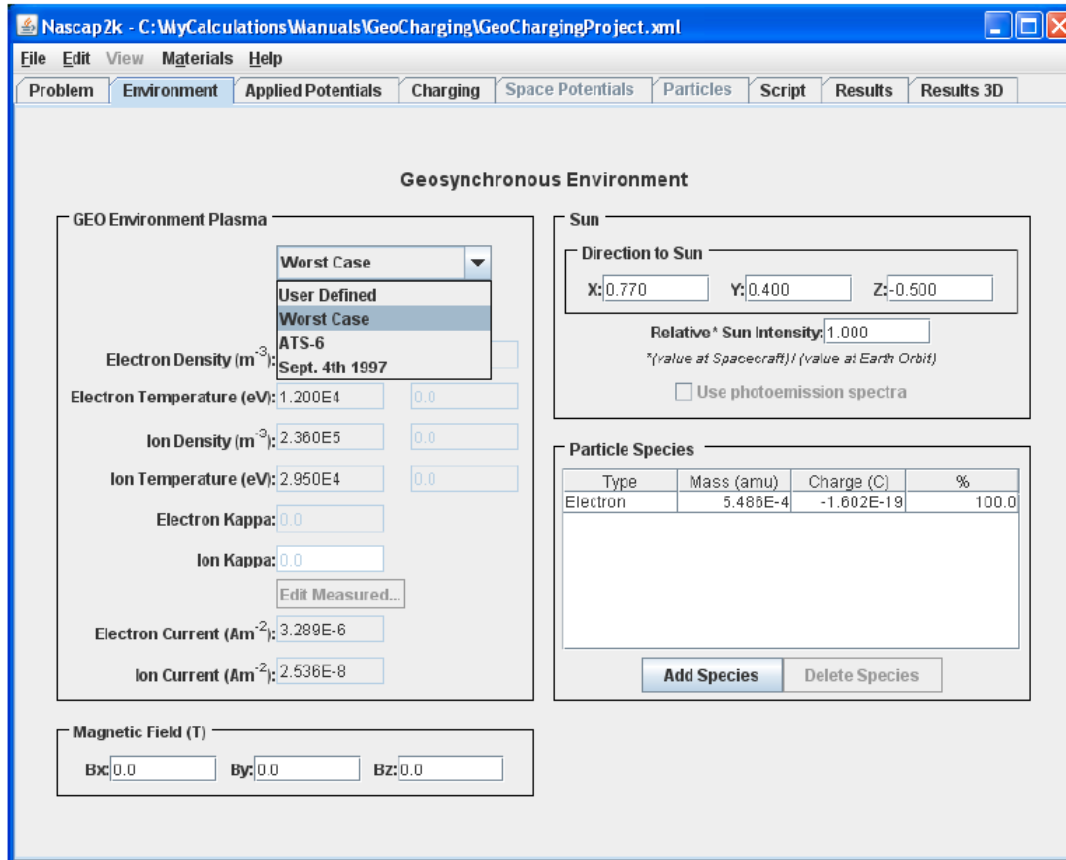 Nascap2k - C:\MyCalculations\Manuals\GeoCharging\GeoChargingProject.xml
File Edit View Materials Help
Problem Environment Applied Potentials Charging Space Potentials Particles Script Results Results 3D
Geosynchronous Environment
GEO Environment Plasma
Worst Case
User Defined
Worst Case
ATS-6
Sept. 4th 1997
Electron Density (m-3):
Electron Temperature (eV): 1.200E4 0.0
Ion Density (m-3): 2.360E5 0.0
Ion Temperature (eV): 2.950E4 0.0
Electron Kappa: 0.0
Ion Kappa: 0.0
Edit Measured...
Electron Current (Am-2): 3.289E-6
Ion Current (Am-2): 2.536E-8
Magnetic Field (T)
Bx: 0.0 By: 0.0 Bz: 0.0
Sun
Direction to Sun
X: 0.770 Y: 0.400 Z: -0.500
Relative* Sun Intensity: 1.000
*(value at Spacecraft)/(value at Earth Orbit)
Use photoemission spectra
Particle Species
Type Mass (amu) Charge (C) %
Electron 5.486E-4 -1.602E-19 100.0
Add Species Delete Species